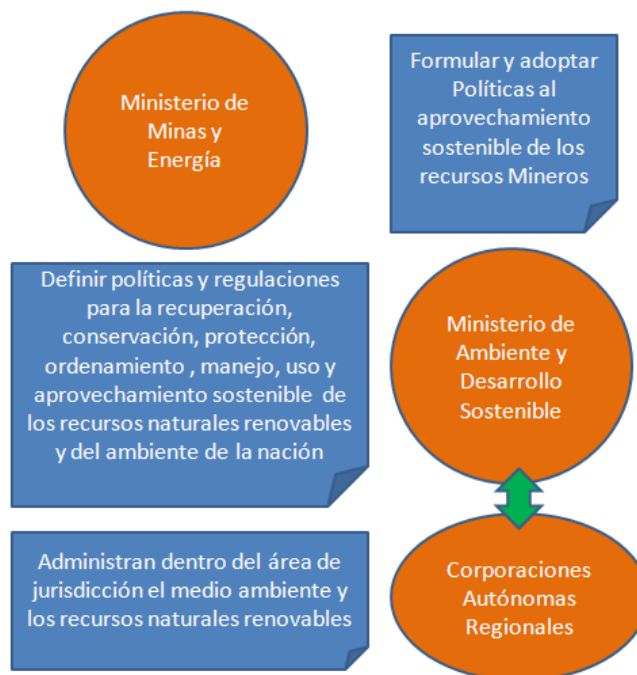 Ministerio de
Minas y
Energía
Formular y adoptar
Políticas al
aprovechamiento
sostenible de los
recursos Mineros
Definir políticas y regulaciones
para la recuperación,
conservación, protección,
ordenamiento , manejo, uso y
aprovechamiento sostenible  de
los recursos naturales renovables
y del ambiente de la nación
Ministerio de
Ambiente y
Desarrollo
Sostenible
Administran dentro del área de
jurisdicción el medio ambiente y
los recursos naturales renovables
Corporaciones
Autónomas
Regionales